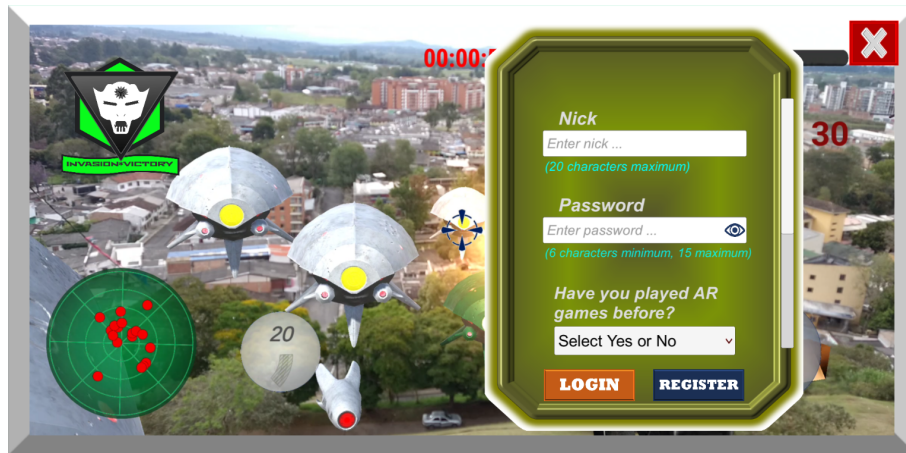 00:00:
INVASION VICTORY
30
20
Nick
Enter nick ...
(20 characters maximum)
Password
Enter password ...
(6 characters minimum, 15 maximum)
Have you played AR
games before?
Select Yes or No
LOGIN
REGISTER